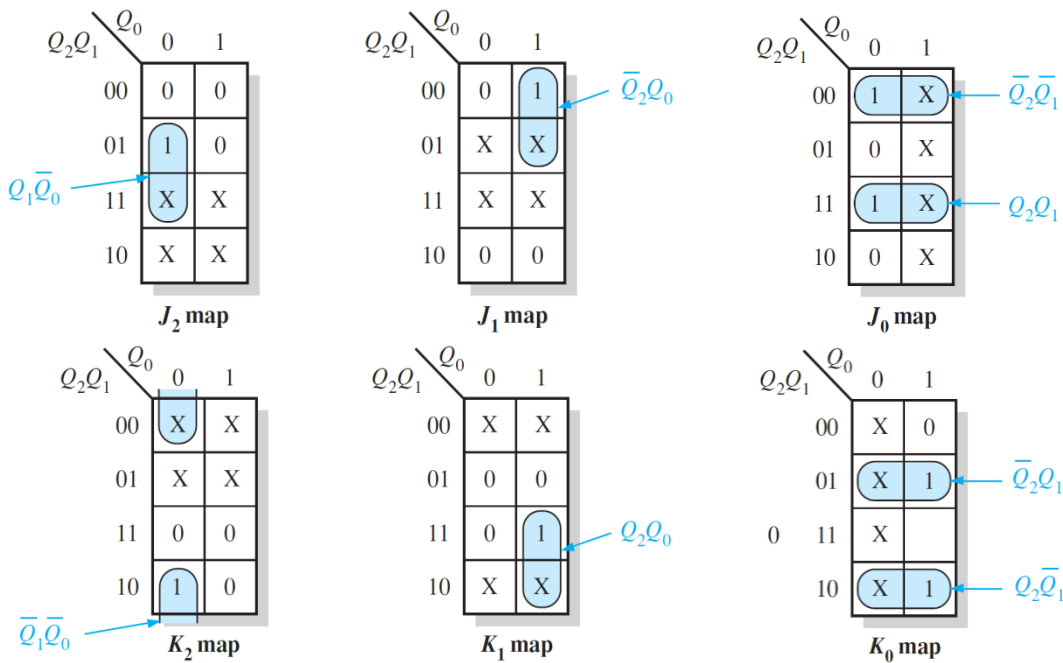 Q₀
Q₂Q₁ 0 1
00 0 0
01 1 0
11 X X
10 X X
Q₁Q̅₀
J₂ map
Q₀
Q₂Q₁ 0 1
00 0 1
01 X X
11 X X
10 0 0
Q̅₂Q₀
J₁ map
Q₀
Q₂Q₁ 0 1
00 1 X
01 0 X
11 1 X
10 0 X
Q̅₂Q̅₁
Q₂Q₁
J₀ map
Q₀
Q₂Q₁ 0 1
00 X X
01 X X
11 0 0
10 1 0
Q̅₁Q̅₀
K₂ map
Q₀
Q₂Q₁ 0 1
00 X X
01 0 0
11 0 1
10 X X
Q₂Q₀
K₁ map
Q₀
Q₂Q₁ 0 1
00 X 0
01 X 1
0 11 X
10 X 1
Q̅₂Q₁
Q₂Q̅₁
K₀ map